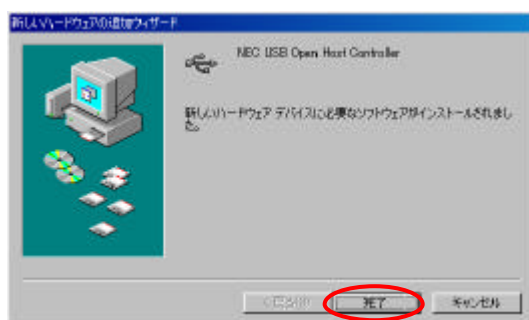 新しいハードウェアの追加ウィザード
NEC USB Open Host Controller
新しいハードウェア デバイスに必要なソフトウェアがインストールされまし
た。
完了
キャンセル